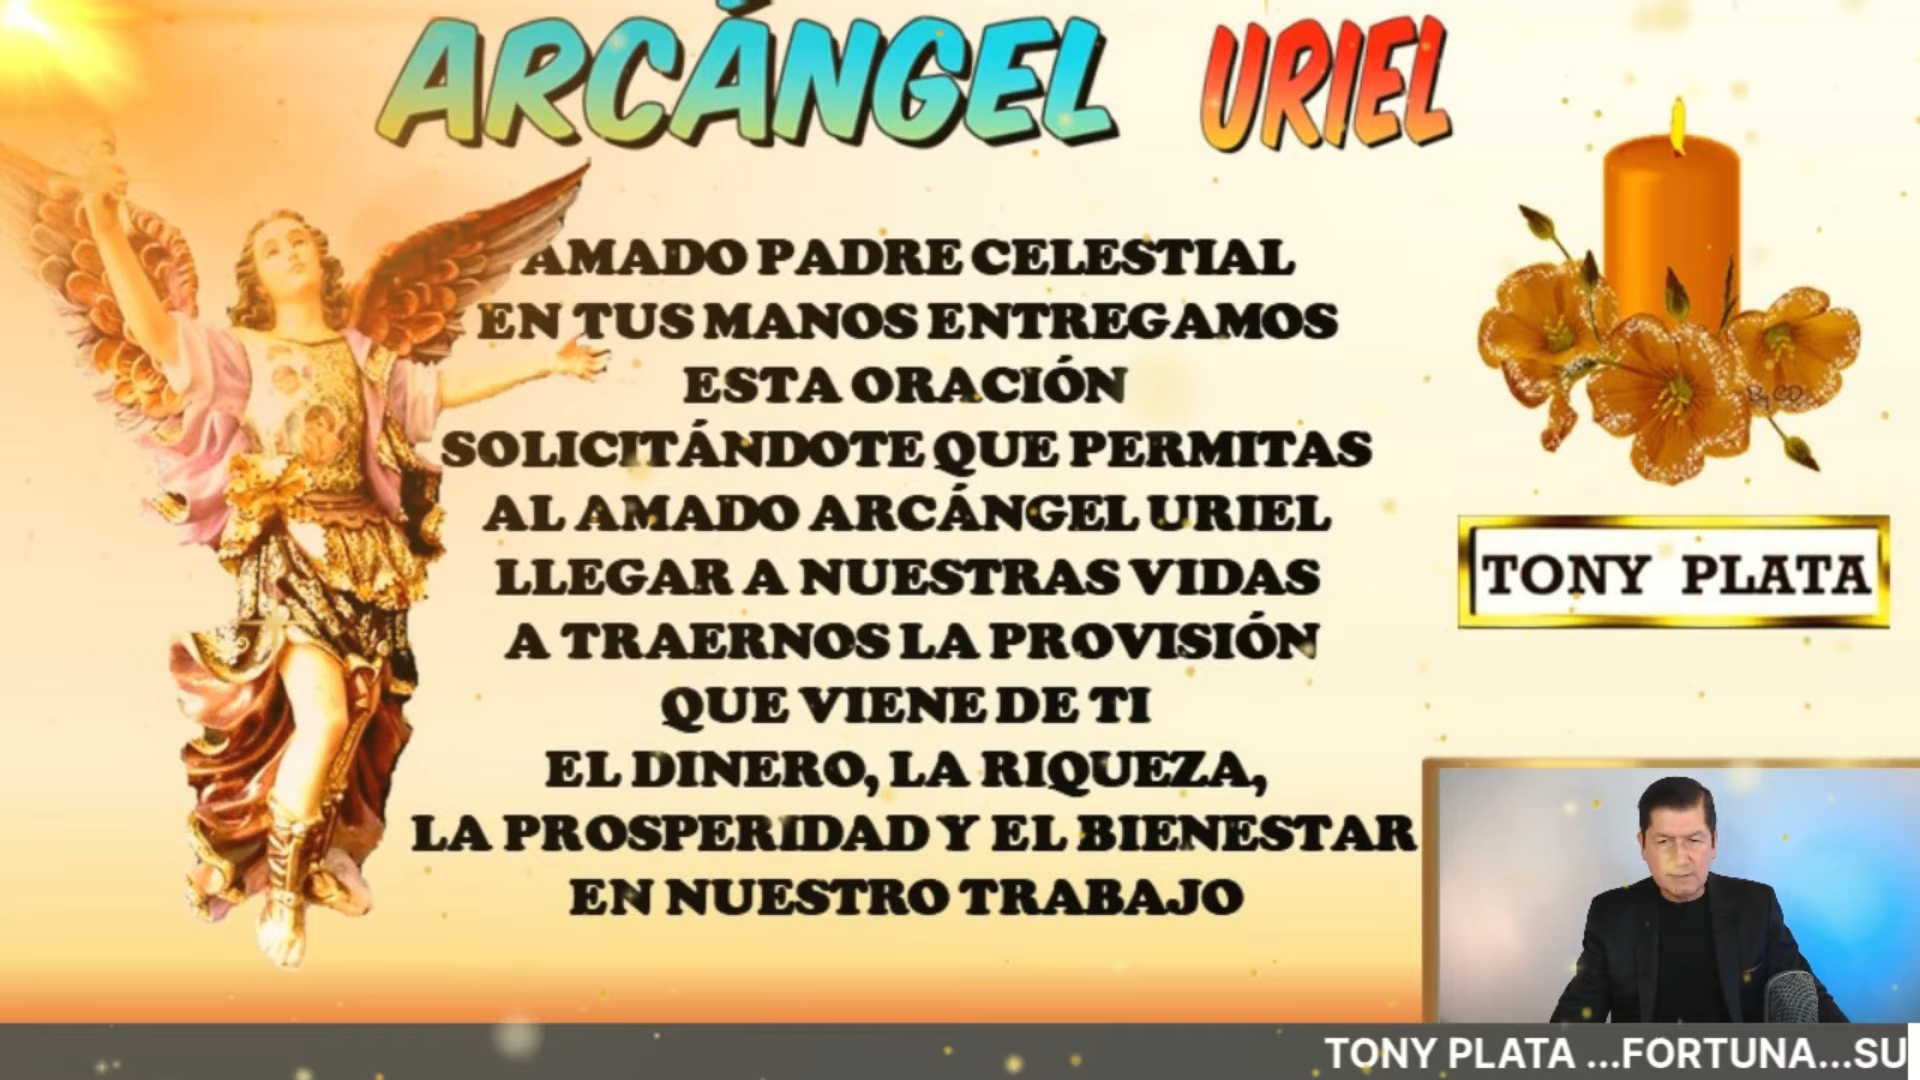 ARCÁNGEL URIEL
AMADO PADRE CELESTIAL
EN TUS MANOS ENTREGAMOS
ESTA ORACIÓN
SOLICITÁNDOTE QUE PERMITAS
AL AMADO ARCÁNGEL URIEL
LLEGAR A NUESTRAS VIDAS
A TRAERNOS LA PROVISIÓN
QUE VIENE DE TI
EL DINERO, LA RIQUEZA,
LA PROSPERIDAD Y EL BIENESTAR
EN NUESTRO TRABAJO
By CD
TONY PLATA
TONY PLATA ...FORTUNA...SU